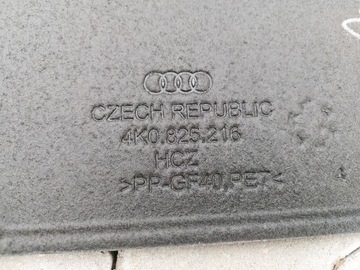 CZECH REPUBLIC
4K0.825.216
HCZ
>PP-GF40,PET<